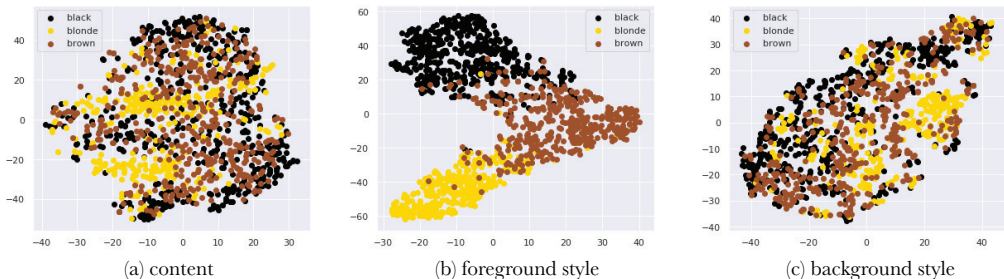 black
blonde
brown
40
20
0
−20
−40
−40 −30 −20 −10 0 10 20 30
(a) content
black
blonde
brown
60
40
20
0
−20
−40
−60
−30 −20 −10 0 10 20 30 40
(b) foreground style
black
blonde
brown
40
30
20
10
0
−10
−20
−30
−40
−40 −20 0 20 40
(c) background style